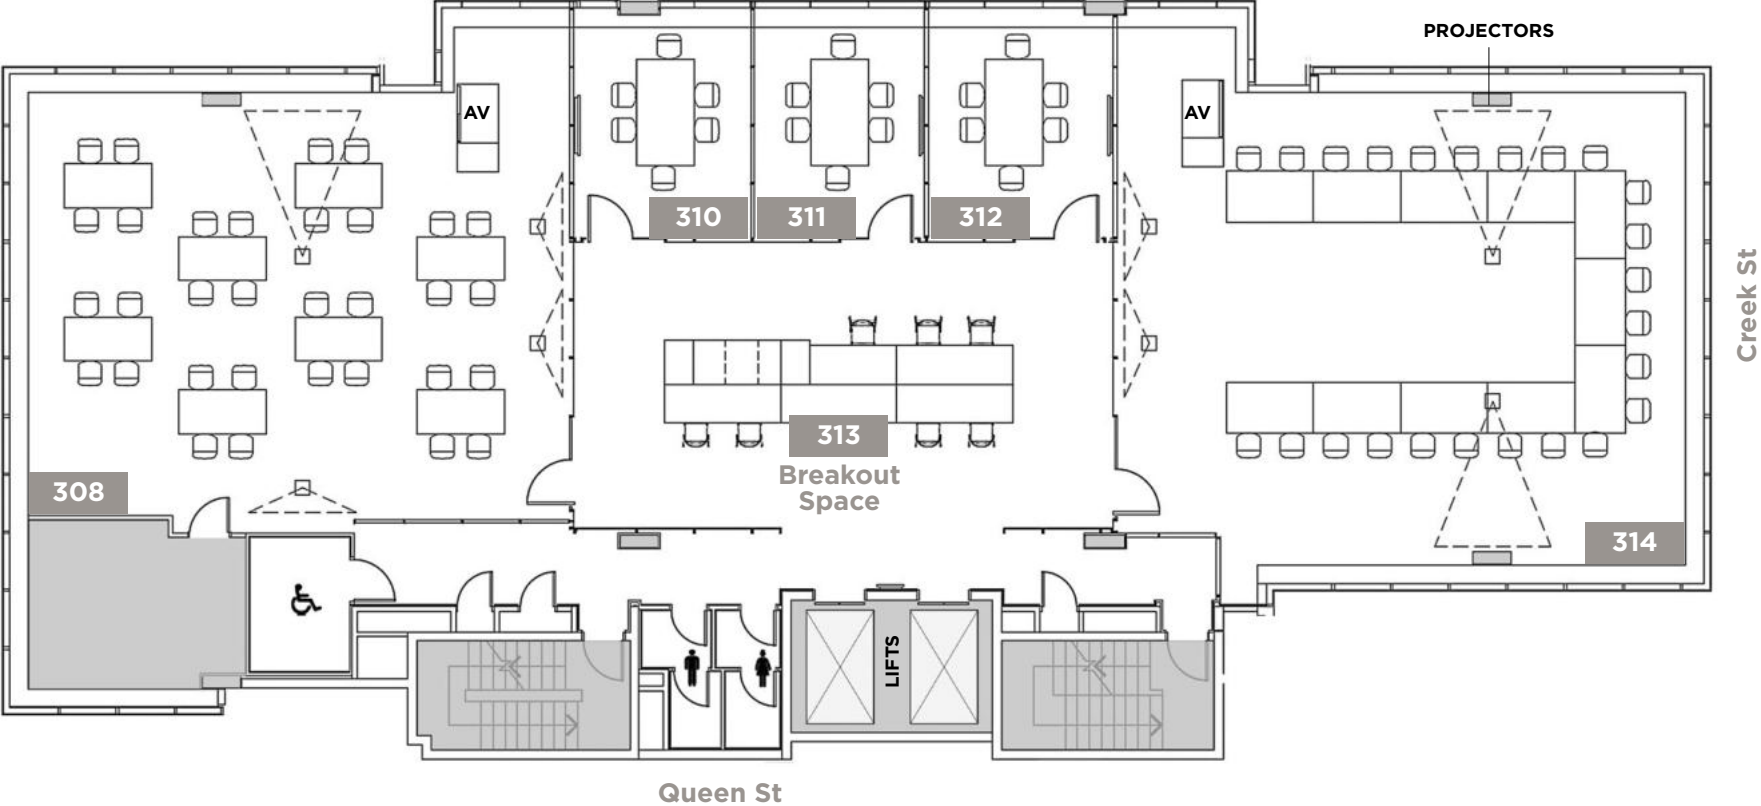 PROJECTORS
AV
AV
310
311
312
Creek St
313
Breakout
Space
308
314
LIFTS
Queen St